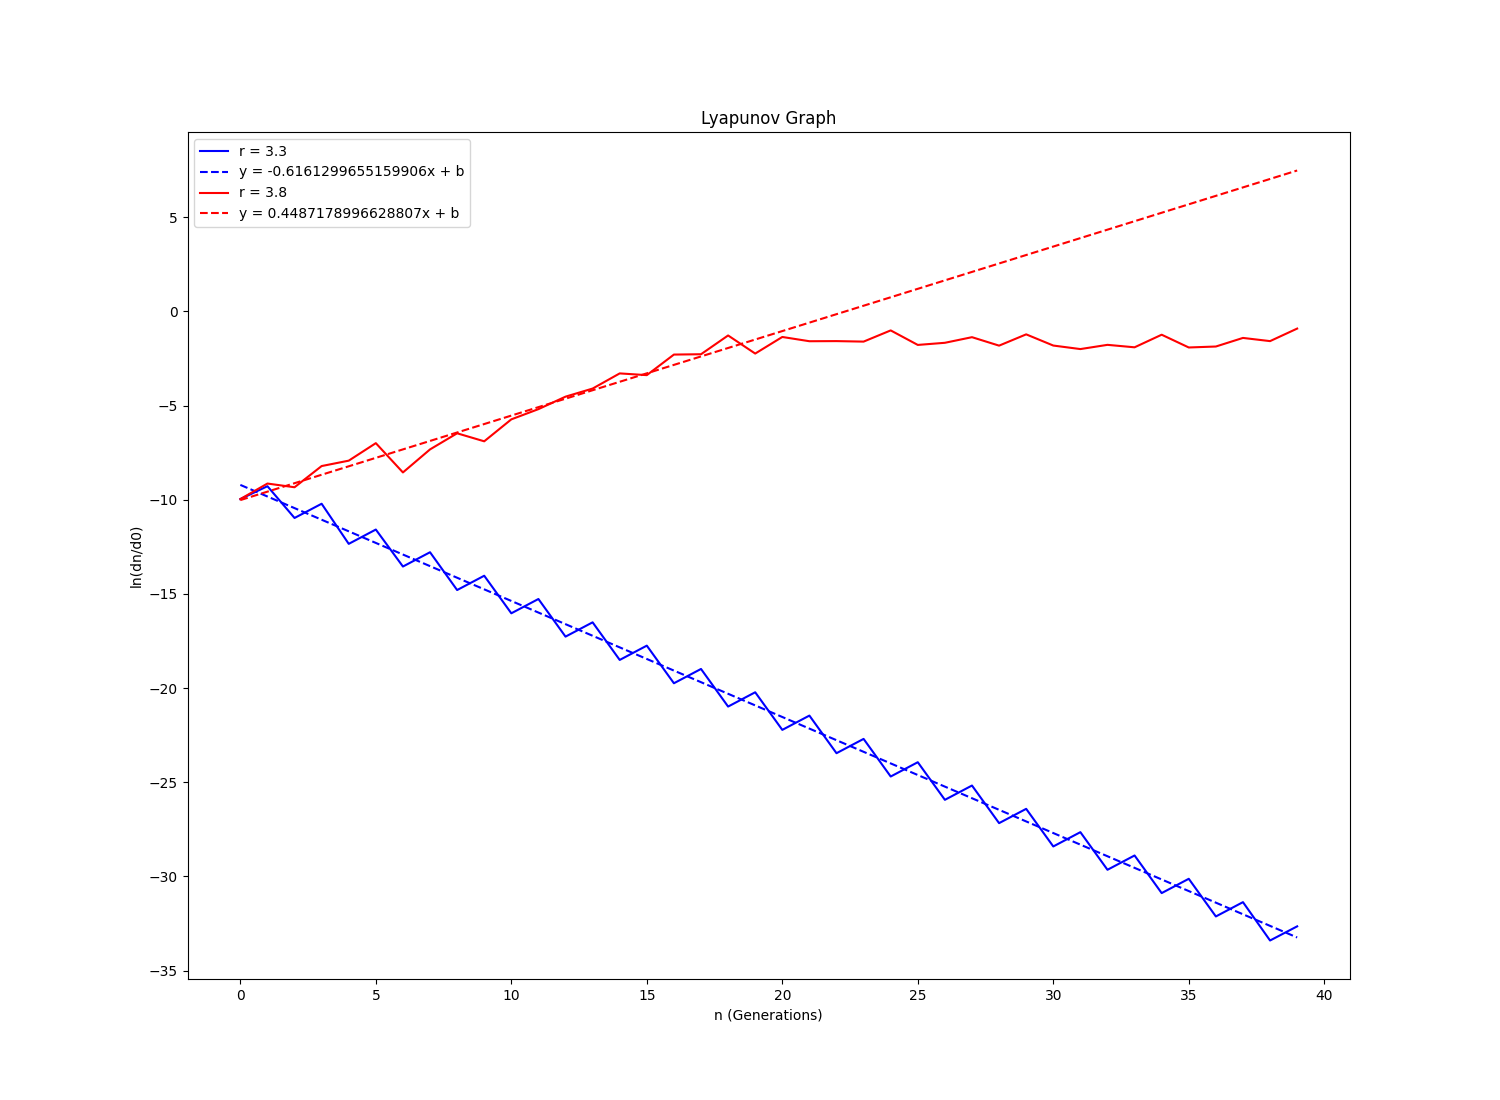 Lyapunov Graph
r = 3.3
y = -0.6161299655159906x + b
r = 3.8
y = 0.4487178996628807x + b
5
0
−5
−10
−15
−20
−25
−30
−35
ln(dn/d0)
0 5 10 15 20 25 30 35 40
n (Generations)